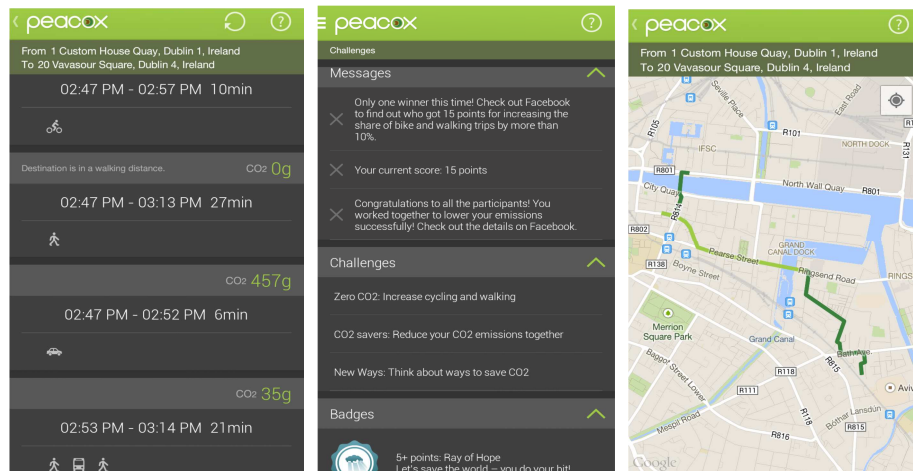 peacox
?
From 1 Custom House Quay, Dublin 1, Ireland
To 20 Vavasour Square, Dublin 4, Ireland
02:47 PM - 02:57 PM 10min
Destination is in a walking distance.
CO2 0g
02:47 PM - 03:13 PM 27min
CO2 457g
02:47 PM - 02:52 PM 6min
CO2 35g
02:53 PM - 03:14 PM 21min
peacox
?
Challenges
Messages
Only one winner this time! Check out Facebook
to find out who got 15 points for increasing the
share of bike and walking trips by more than
10%.
Your current score: 15 points
Congratulations to all the participants! You
worked together to lower your emissions
successfully! Check out the details on Facebook.
Challenges
Zero CO2: Increase cycling and walking
CO2 savers: Reduce your CO2 emissions together
New Ways: Think about ways to save CO2
Badges
5+ points: Ray of Hope
Let's save the world – you do your bit!
peacox
?
From 1 Custom House Quay, Dublin 1, Ireland
To 20 Vavasour Square, Dublin 4, Ireland
Seville Place
East Road
R105
R101
IFSC
NORTH DOCK
R131
R801
City Quay
North Wall Quay
R801
R814
R802
Pearse Street
GRAND
CANAL DOCK
R138
Boyne Street
Ringsend Road
RINGS
Merrion
Square Park
Grand Canal
Bath Ave.
R815
Baggot Street Lower
R118
R111
Aviv
R118
Bóthar Lansdún
R815
Mespil Road
R816
Google